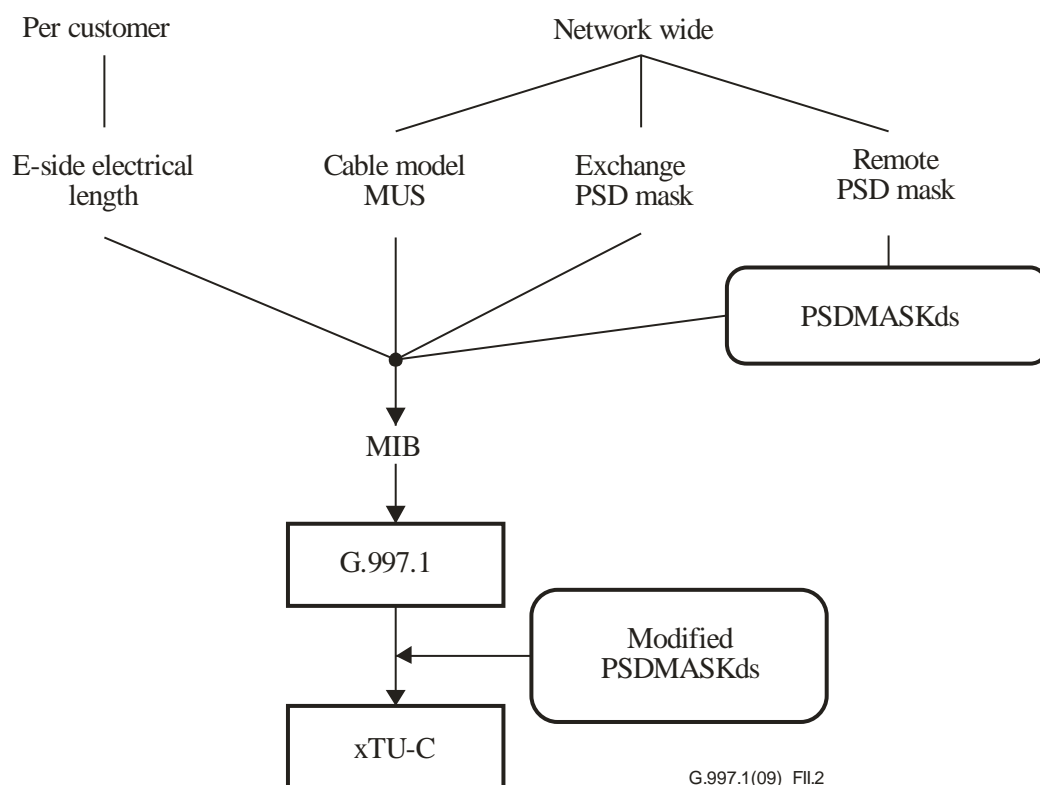 Per customer
Network wide
E-side electrical
length
Cable model
MUS
Exchange
PSD mask
Remote
PSD mask
PSDMASKds
MIB
G.997.1
Modified
PSDMASKds
xTU-C
G.997.1(09)_FII.2